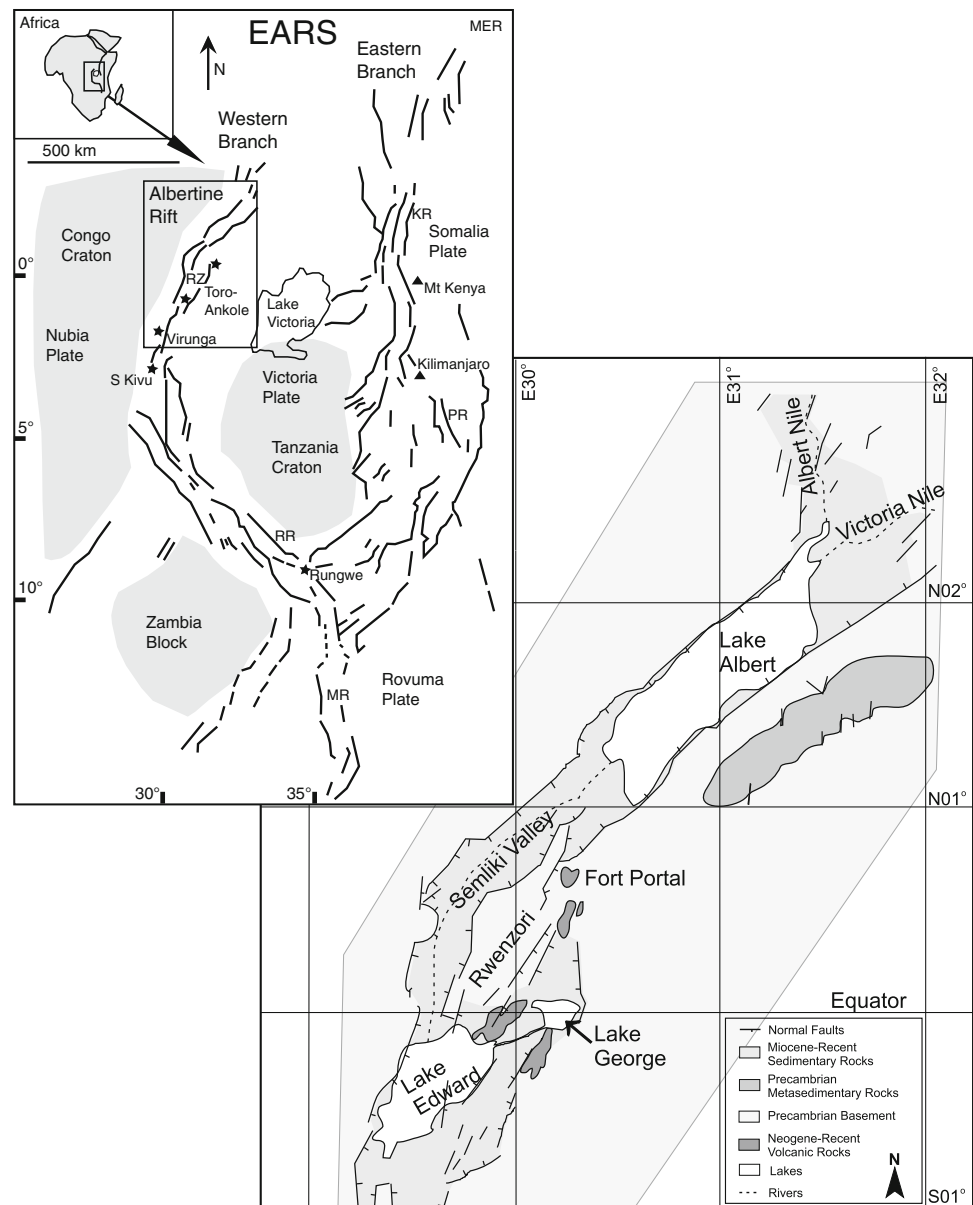 Africa
EARS
MER
N
Eastern
Branch
Western
Branch
500 km
Albertine
Rift
Congo
Craton
KR
Somalia
Plate
0°
RZ
Toro-
Ankole
Lake
Victoria
Mt Kenya
Nubia
Plate
Virunga
S Kivu
Victoria
Plate
Kilimanjaro
PR
5°
Tanzania
Craton
RR
Rungwe
10°
Zambia
Block
MR
Rovuma
Plate
30°
35°
E30°
E31°
E32°
Albert Nile
Victoria Nile
N02°
Lake
Albert
N01°
Semliki Valley
Fort Portal
Rwenzori
Equator
Lake
George
Lake
Edward
Normal Faults
Miocene-Recent
Sedimentary Rocks
Precambrian
Metasedimentary Rocks
Precambrian Basement
Neogene-Recent
Volcanic Rocks
Lakes
Rivers
N
S01°